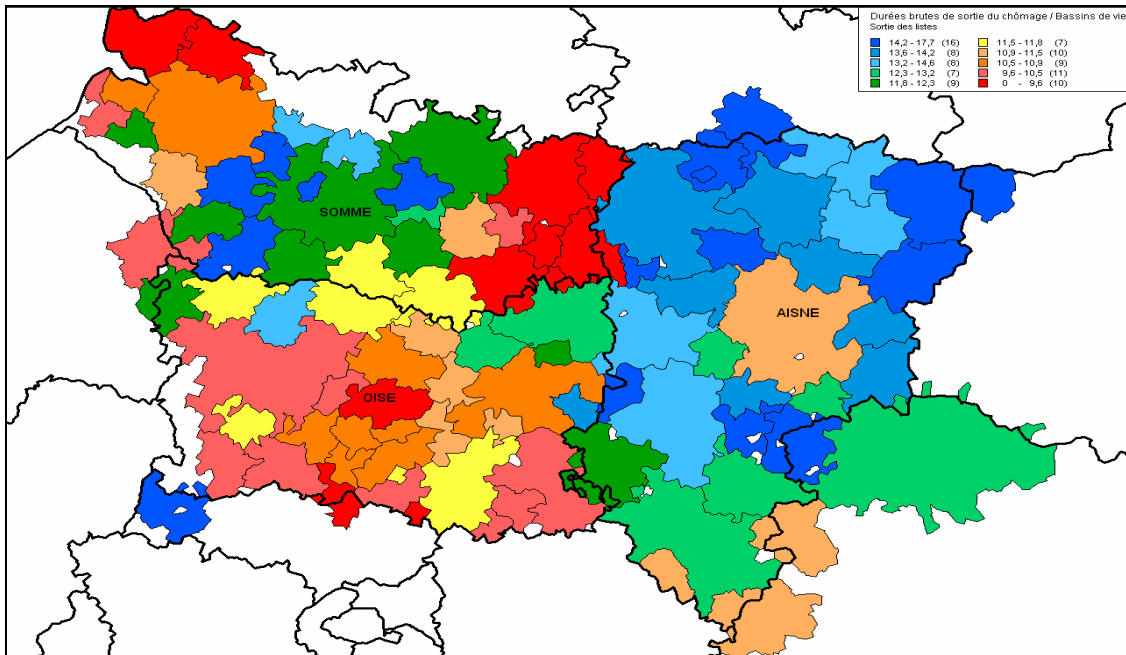 Durées brutes de sortie du chômage / Bassins de vie
Sortie des listes
14,2 - 17,7 (16)
13,6 - 14,2 (8)
13,2 - 14,6 (8)
12,3 - 13,2 (7)
11,8 - 12,3 (9)
11,5 - 11,8 (7)
10,9 - 11,5 (10)
10,5 - 10,9 (9)
9,6 - 10,5 (11)
0 - 9,6 (10)
SOMME
AISNE
OISE